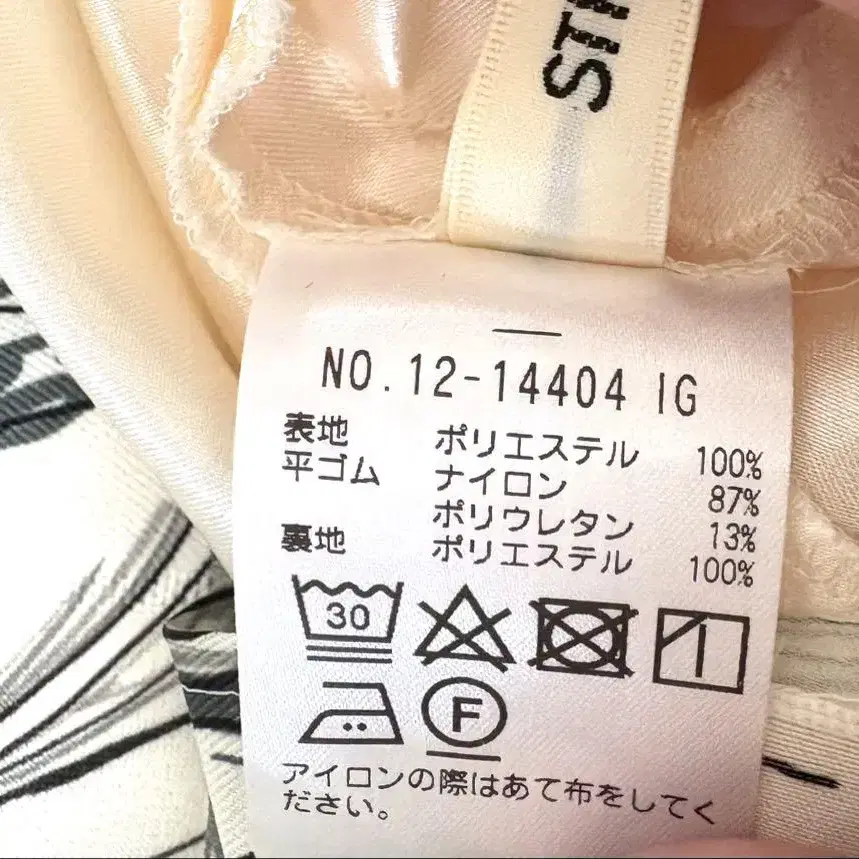 NO.12-14404 IG
表地 ポリエステル 100%
平ゴム ナイロン 87%
ポリウレタン 13%
裏地 ポリエステル 100%
30
F
アイロンの際はあて布をしてく
ださい。